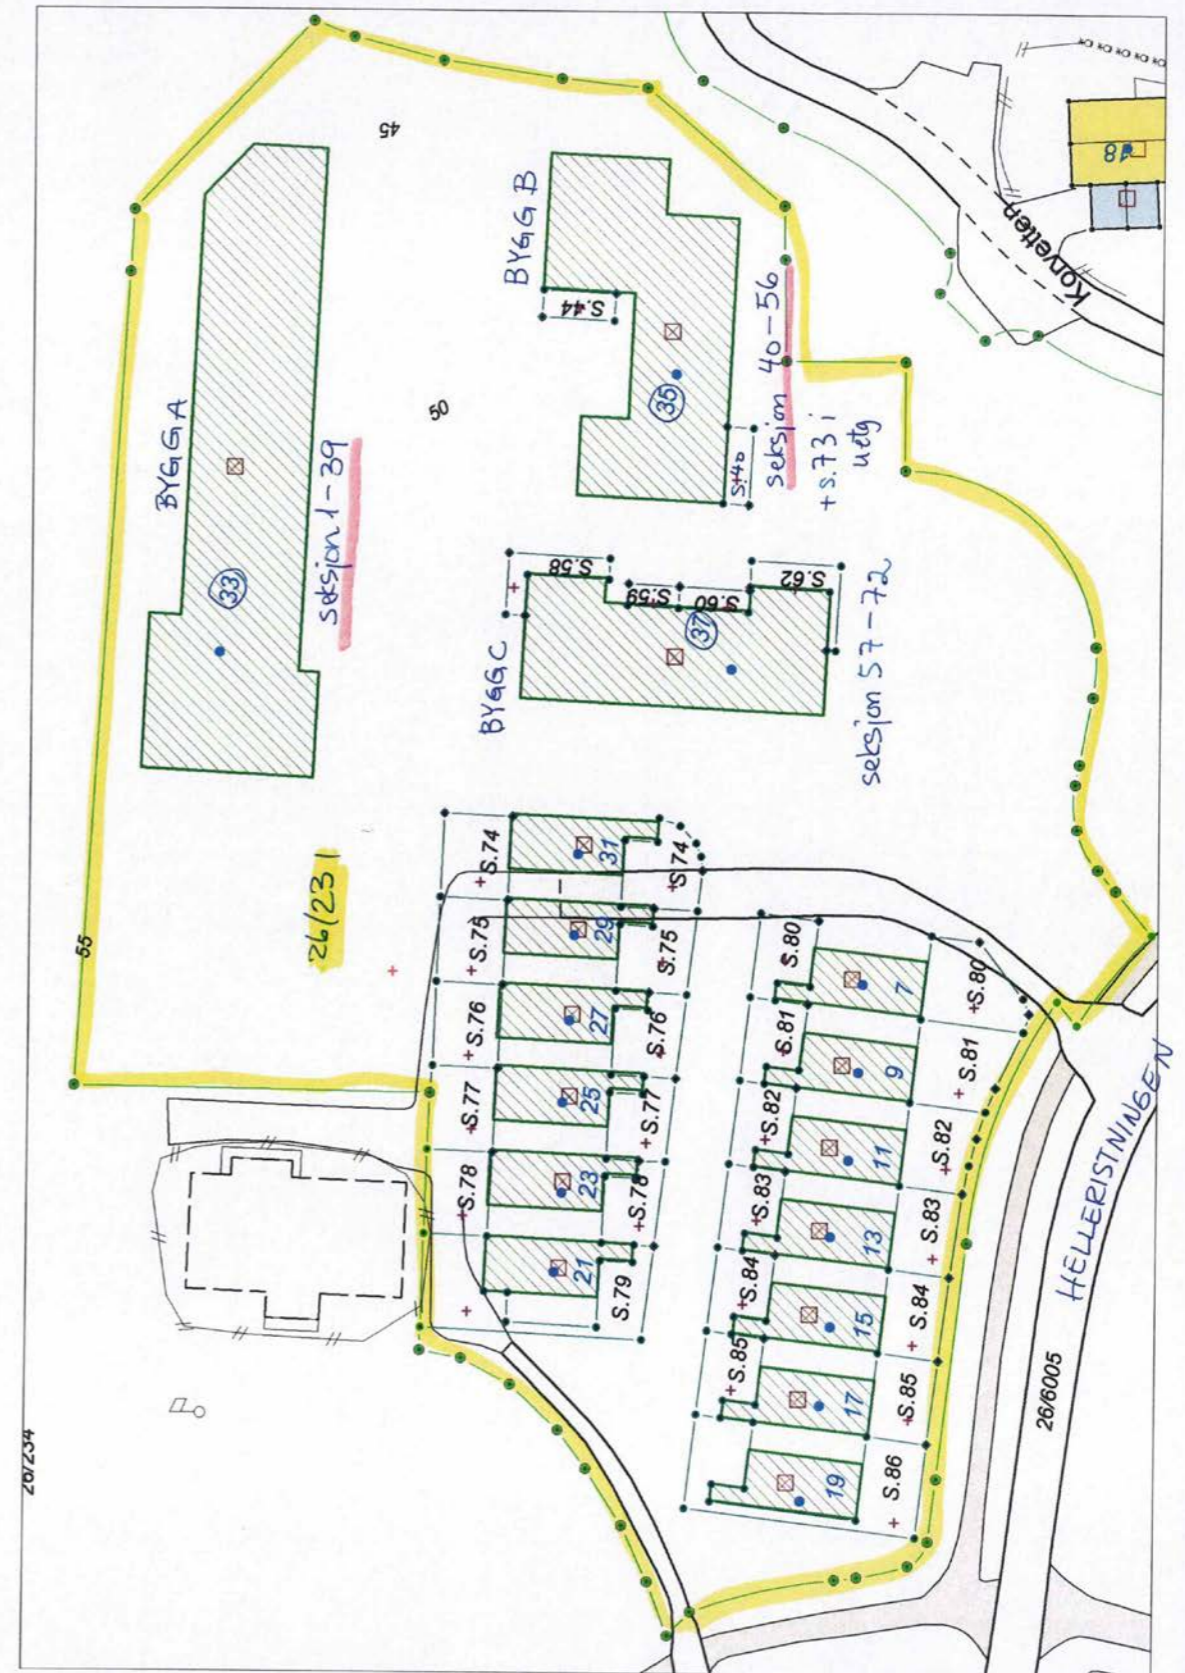 45
BYGG A
33
seksjon 1-39
50
BYGG B
S.44
35
S.40
seksjon 40-56
+ s.73 i
uetg
Korvetten
18
BYGG C
S.58
S.59
S.60
S.62
37
seksjon 57-72
55
26/231
S.74
31
S.74
S.75
29
S.75
S.76
27
S.76
S.77
25
S.77
S.78
23
S.78
21
S.79
S.80
7
S.80
S.81
9
S.81
S.82
11
S.82
S.83
13
S.83
S.84
15
S.84
S.85
17
S.85
19
S.86
HELLERISTNINGEN
26/6005
26/234